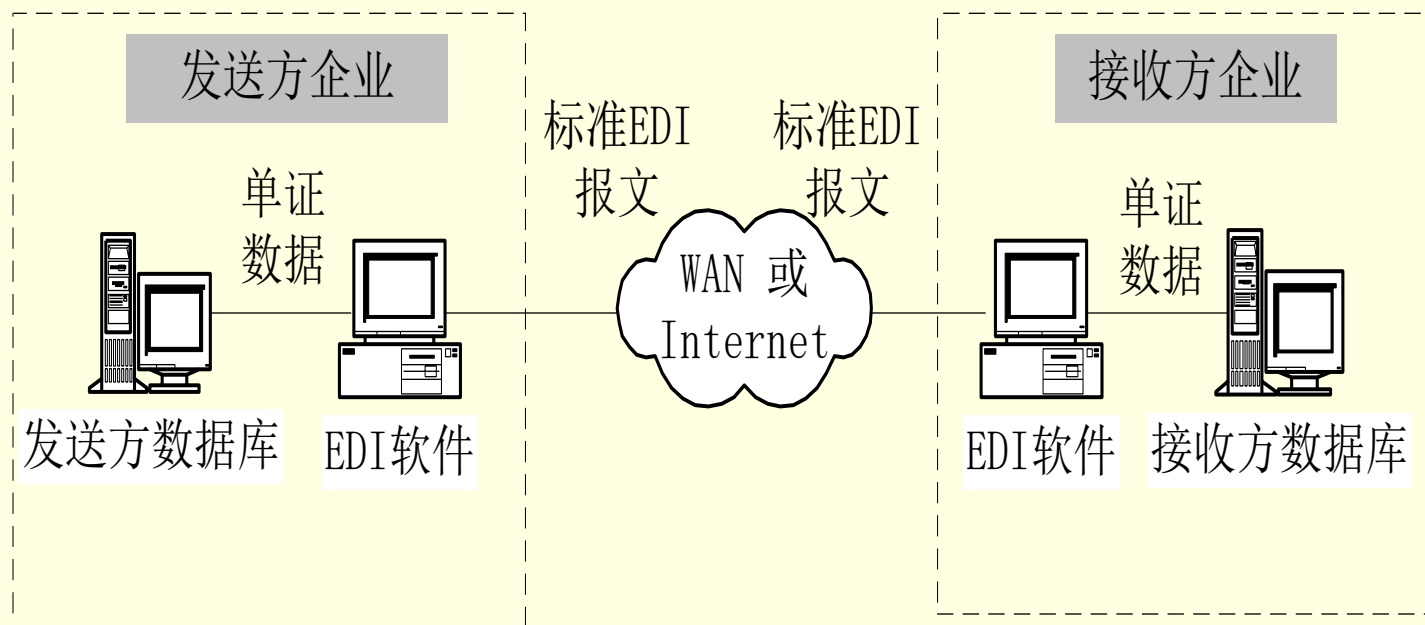 发送方企业
接收方企业
标准EDI
报文
标准EDI
报文
单证
数据
单证
数据
WAN 或
Internet
发送方数据库
EDI软件
EDI软件
接收方数据库